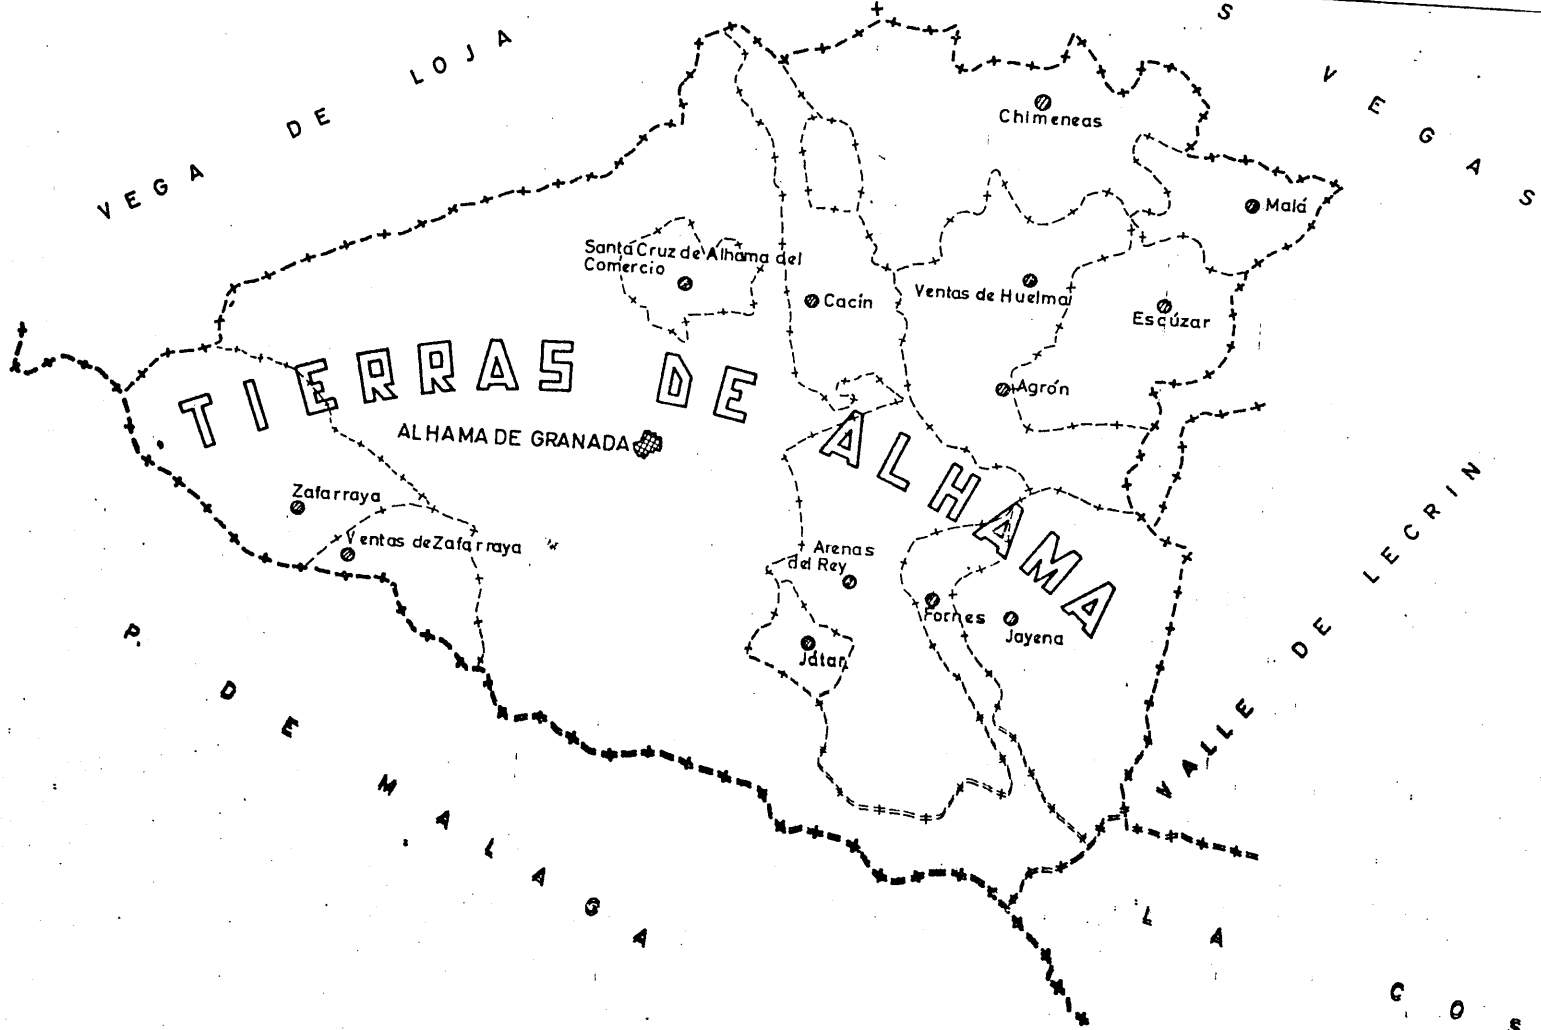 VEGA DE LOJA
S VEGAS
Chimeneas
Malá
Santa Cruz de Alhama del
Comercio
Cacín
Ventas de Huelma
Escúzar
TIERRAS DE ALHAMA
Agrón
ALHAMA DE GRANADA
Zafarraya
Ventas de Zafarraya
Arenas
del Rey
Fornes
Jayena
Játar
VALLE DE LECRIN
P. DE MALAGA
LA COS